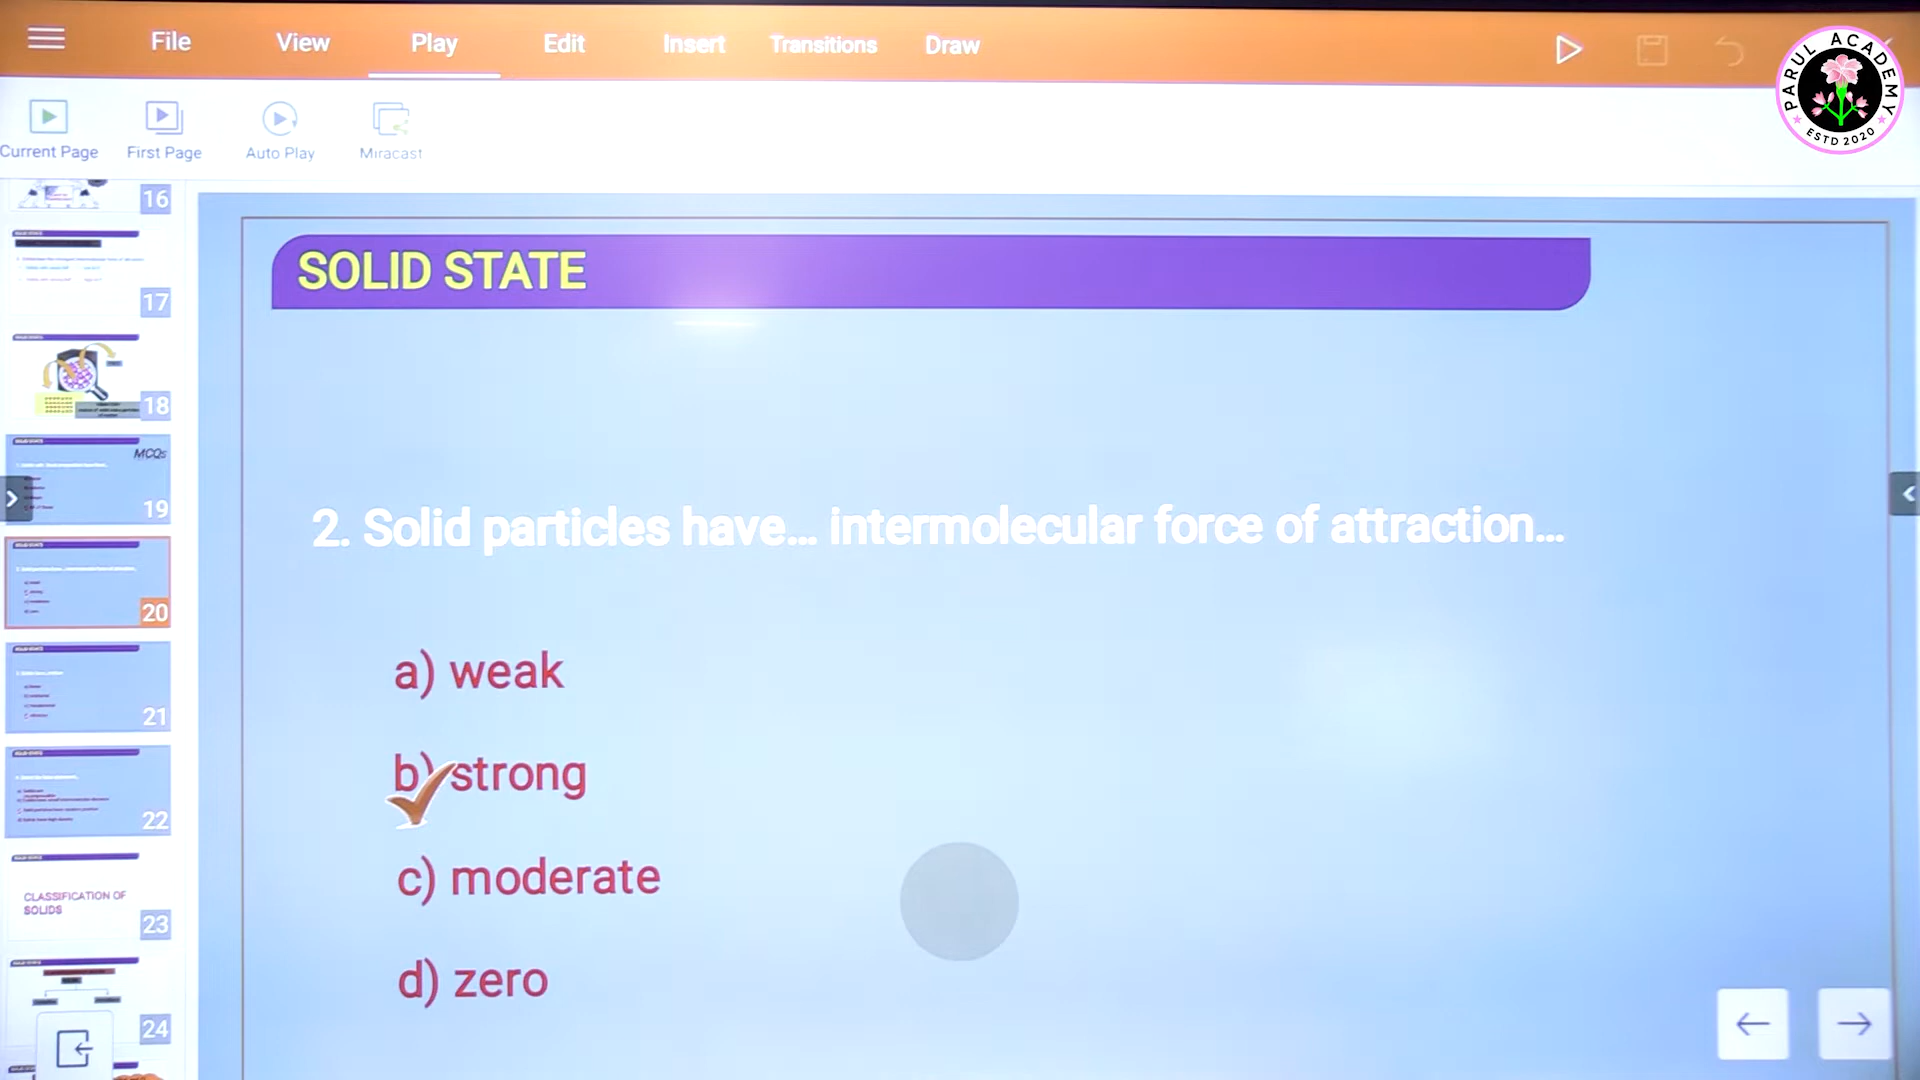 File View Play Edit Insert Transitions Draw
PARUL ACADEMY
ESTD 2020
Current Page First Page Auto Play Miracast
16
17
18
MCQs
19
20
21
22
CLASSIFICATION OF
SOLIDS
23
24
SOLID STATE
2. Solid particles have... intermolecular force of attraction...
a) weak
b) strong
c) moderate
d) zero